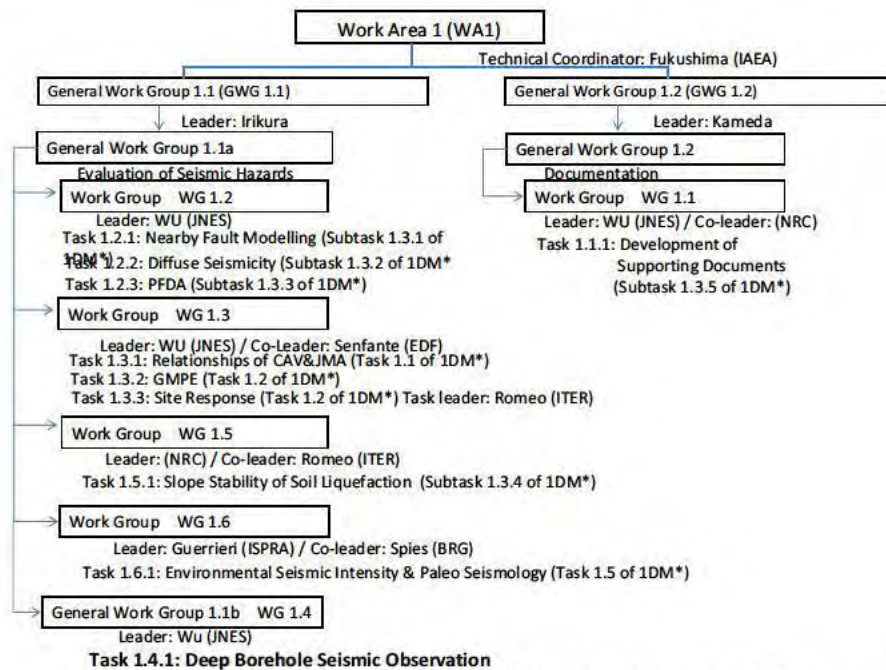 Work Area 1 (WA1)
Technical Coordinator: Fukushima (IAEA)
General Work Group 1.1 (GWG 1.1)
Leader: Irikura
General Work Group 1.1a
Evaluation of Seismic Hazards
Work Group WG 1.2
Leader: WU (JNES)
Task 1.2.1: Nearby Fault Modelling (Subtask 1.3.1 of
1DM*)
Task 1.2.2: Diffuse Seismicity (Subtask 1.3.2 of 1DM*
Task 1.2.3: PFDA (Subtask 1.3.3 of 1DM*)
Work Group WG 1.3
Leader: WU (JNES) / Co-Leader: Senfante (EDF)
Task 1.3.1: Relationships of CAV&JMA (Task 1.1 of 1DM*)
Task 1.3.2: GMPE (Task 1.2 of 1DM*)
Task 1.3.3: Site Response (Task 1.2 of 1DM*) Task leader: Romeo (ITER)
Work Group WG 1.5
Leader: (NRC) / Co-leader: Romeo (ITER)
Task 1.5.1: Slope Stability of Soil Liquefaction (Subtask 1.3.4 of 1DM*)
Work Group WG 1.6
Leader: Guerrieri (ISPRA) / Co-leader: Spies (BRG)
Task 1.6.1: Environmental Seismic Intensity & Paleo Seismology (Task 1.5 of 1DM*)
General Work Group 1.1b WG 1.4
Leader: Wu (JNES)
Task 1.4.1: Deep Borehole Seismic Observation
General Work Group 1.2 (GWG 1.2)
Leader: Kameda
General Work Group 1.2
Documentation
Work Group WG 1.1
Leader: WU (JNES) / Co-leader: (NRC)
Task 1.1.1: Development of
Supporting Documents
(Subtask 1.3.5 of 1DM*)